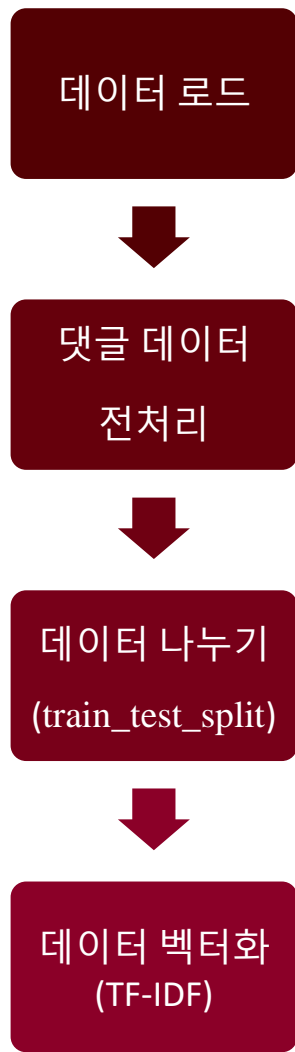 데이터 로드
댓글 데이터
전처리
데이터 나누기
(train_test_split)
데이터 벡터화
(TF-IDF)